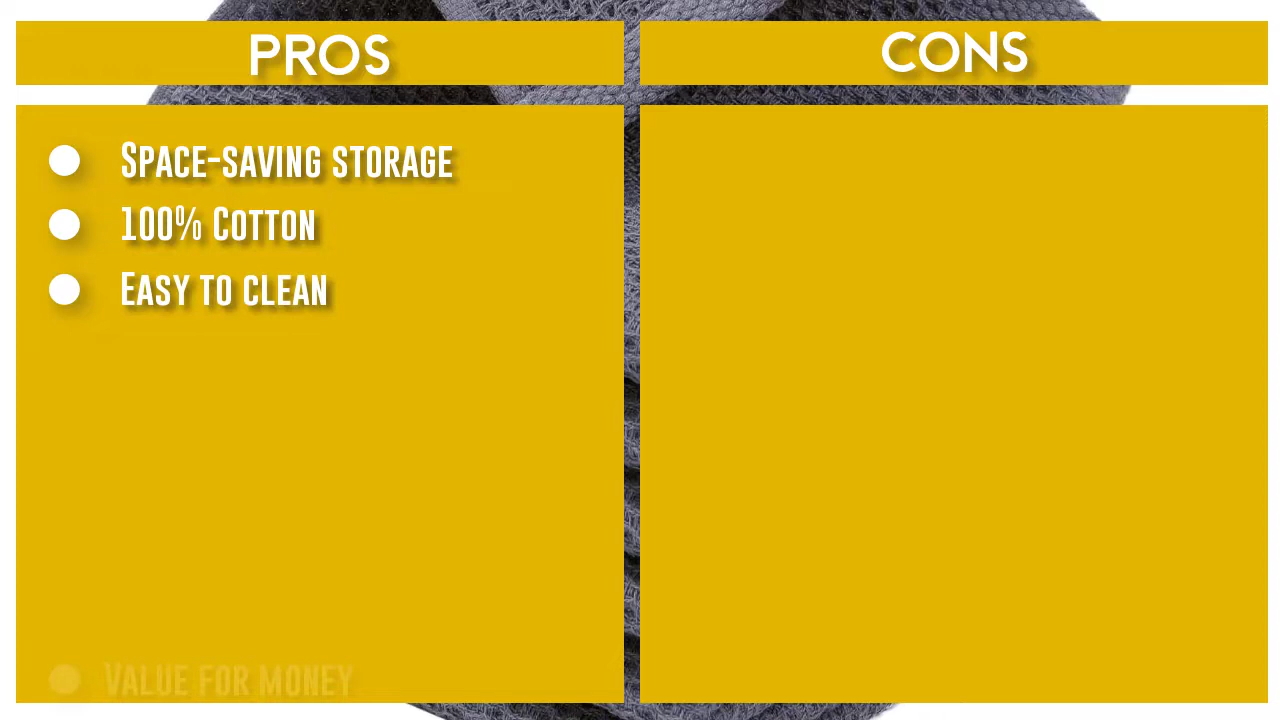 PROS
CONS
Space-saving storage
100% Cotton
Easy to clean
Value for money